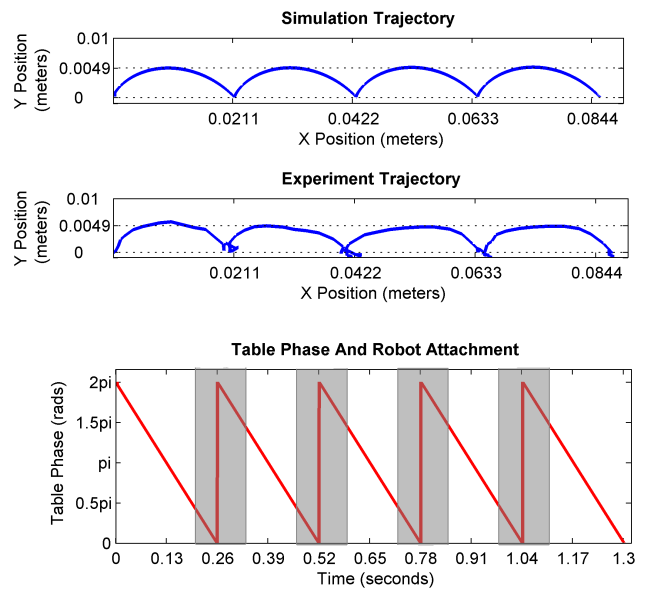 Simulation Trajectory
Y Position
(meters)
0.01
0.0049
0
0.0211 0.0422 0.0633 0.0844
X Position (meters)
Experiment Trajectory
Y Position
(meters)
0.01
0.0049
0
0.0211 0.0422 0.0633 0.0844
X Position (meters)
Table Phase And Robot Attachment
Table Phase (rads)
2pi
1.5pi
pi
0.5pi
0
0 0.13 0.26 0.39 0.52 0.65 0.78 0.91 1.04 1.17 1.3
Time (seconds)